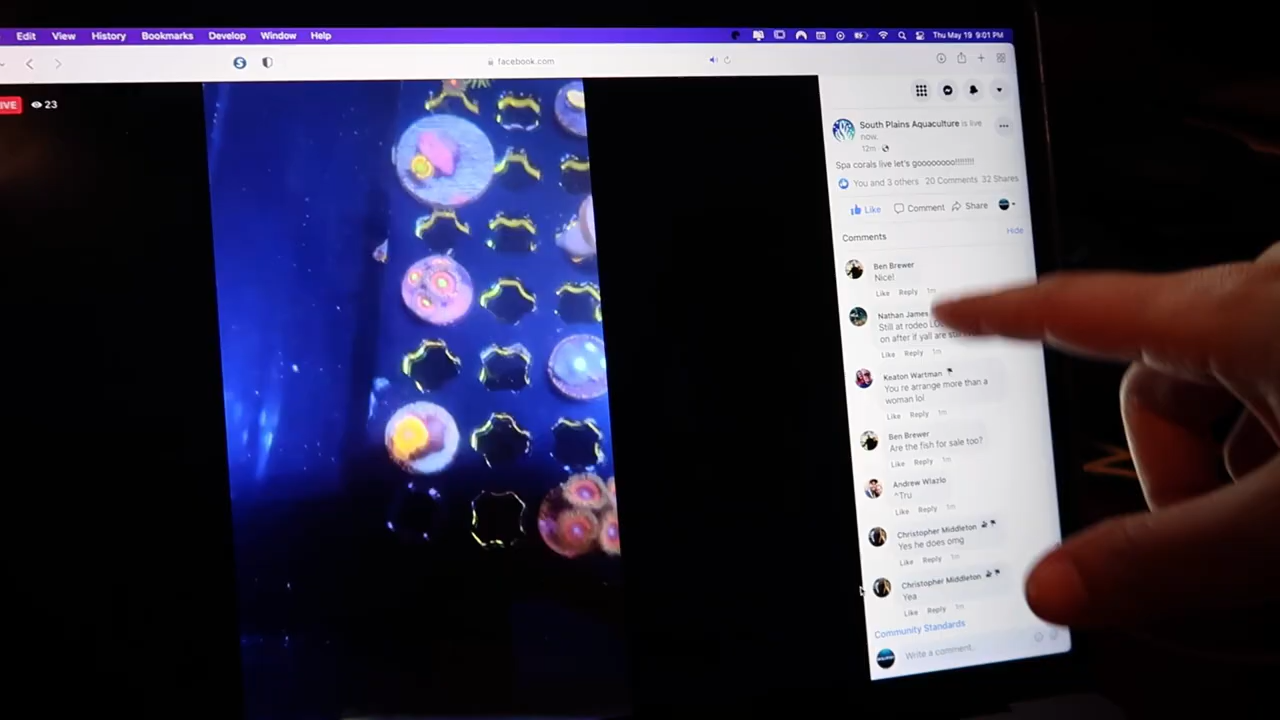 Edit View History Bookmarks Develop Window Help
Thu May 19 9:01 PM
facebook.com
IVE 23
South Plains Aquaculture is live
now.
12m
Spa corals live let's gooooooo!!!!!!!!
You and 3 others 20 Comments 32 Shares
Like Comment Share
Comments Hide
Ben Brewer
Nice!
Like Reply 1m
Nathan James
Still at rodeo
on after if yall are
Like Reply 1m
Keaton Wartman
You re arrange more than a
woman lol
Like Reply 1m
Ben Brewer
Are the fish for sale too?
Like Reply 1m
Andrew Wlazlo
^Tru
Like Reply 1m
Christopher Middleton
Yes he does omg
Like Reply 1m
Christopher Middleton
Yea
Like Reply 1m
Community Standards
Write a comment...